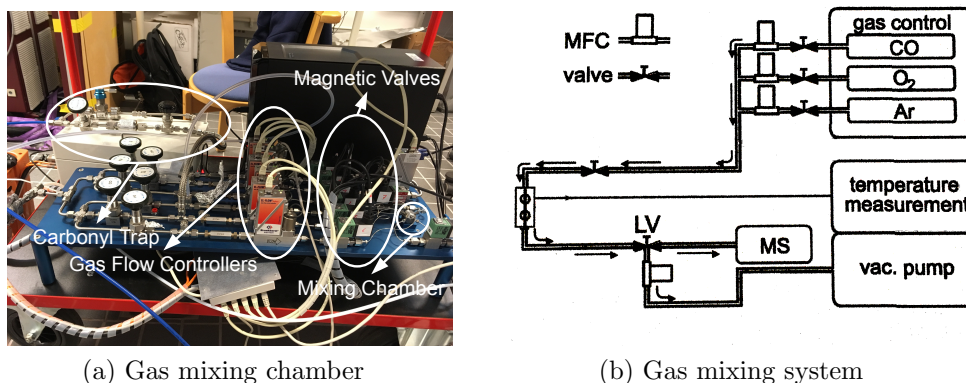 Magnetic Valves
Carbonyl Trap
Gas Flow Controllers
Mixing Chamber
(a) Gas mixing chamber
MFC
valve
gas control
CO
O₂
Ar
temperature
measurement
LV
MS
vac. pump
(b) Gas mixing system